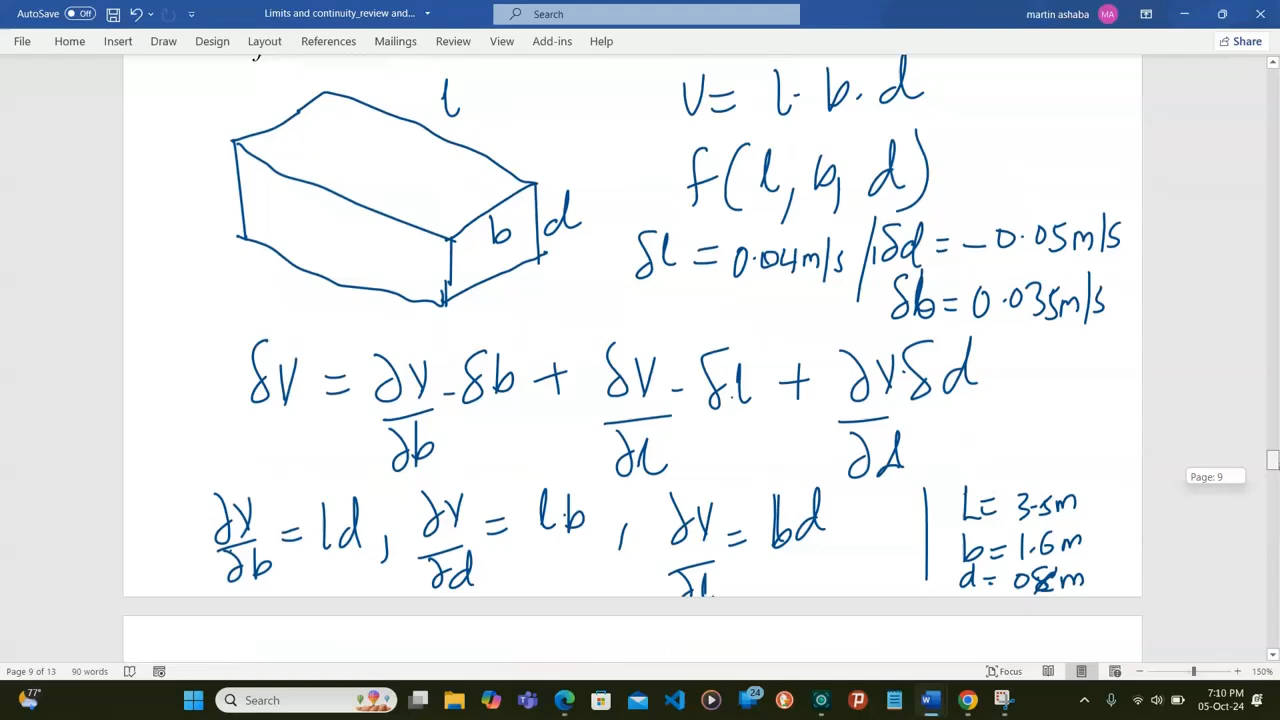 AutoSave Off Limits and continuity_review and... Search martin ashaba MA
File Home Insert Draw Design Layout References Mailings Review View Add-ins Help Share
l
V = l · b · d
f(l, b, d)
b
d
δl = 0.04m/s / δd = -0.05m/s
δb = 0.035m/s
δV = ∂V/∂b · δb + δV/∂l · δl + ∂V/∂d · δd
∂V/∂b = ld, ∂V/∂d = l·b, ∂V/∂l = bd
L = 3.5m
b = 1.6m
Page: 9
Page 9 of 13 90 words Focus 150%
77° Search 24 7:10 PM
05-Oct-24